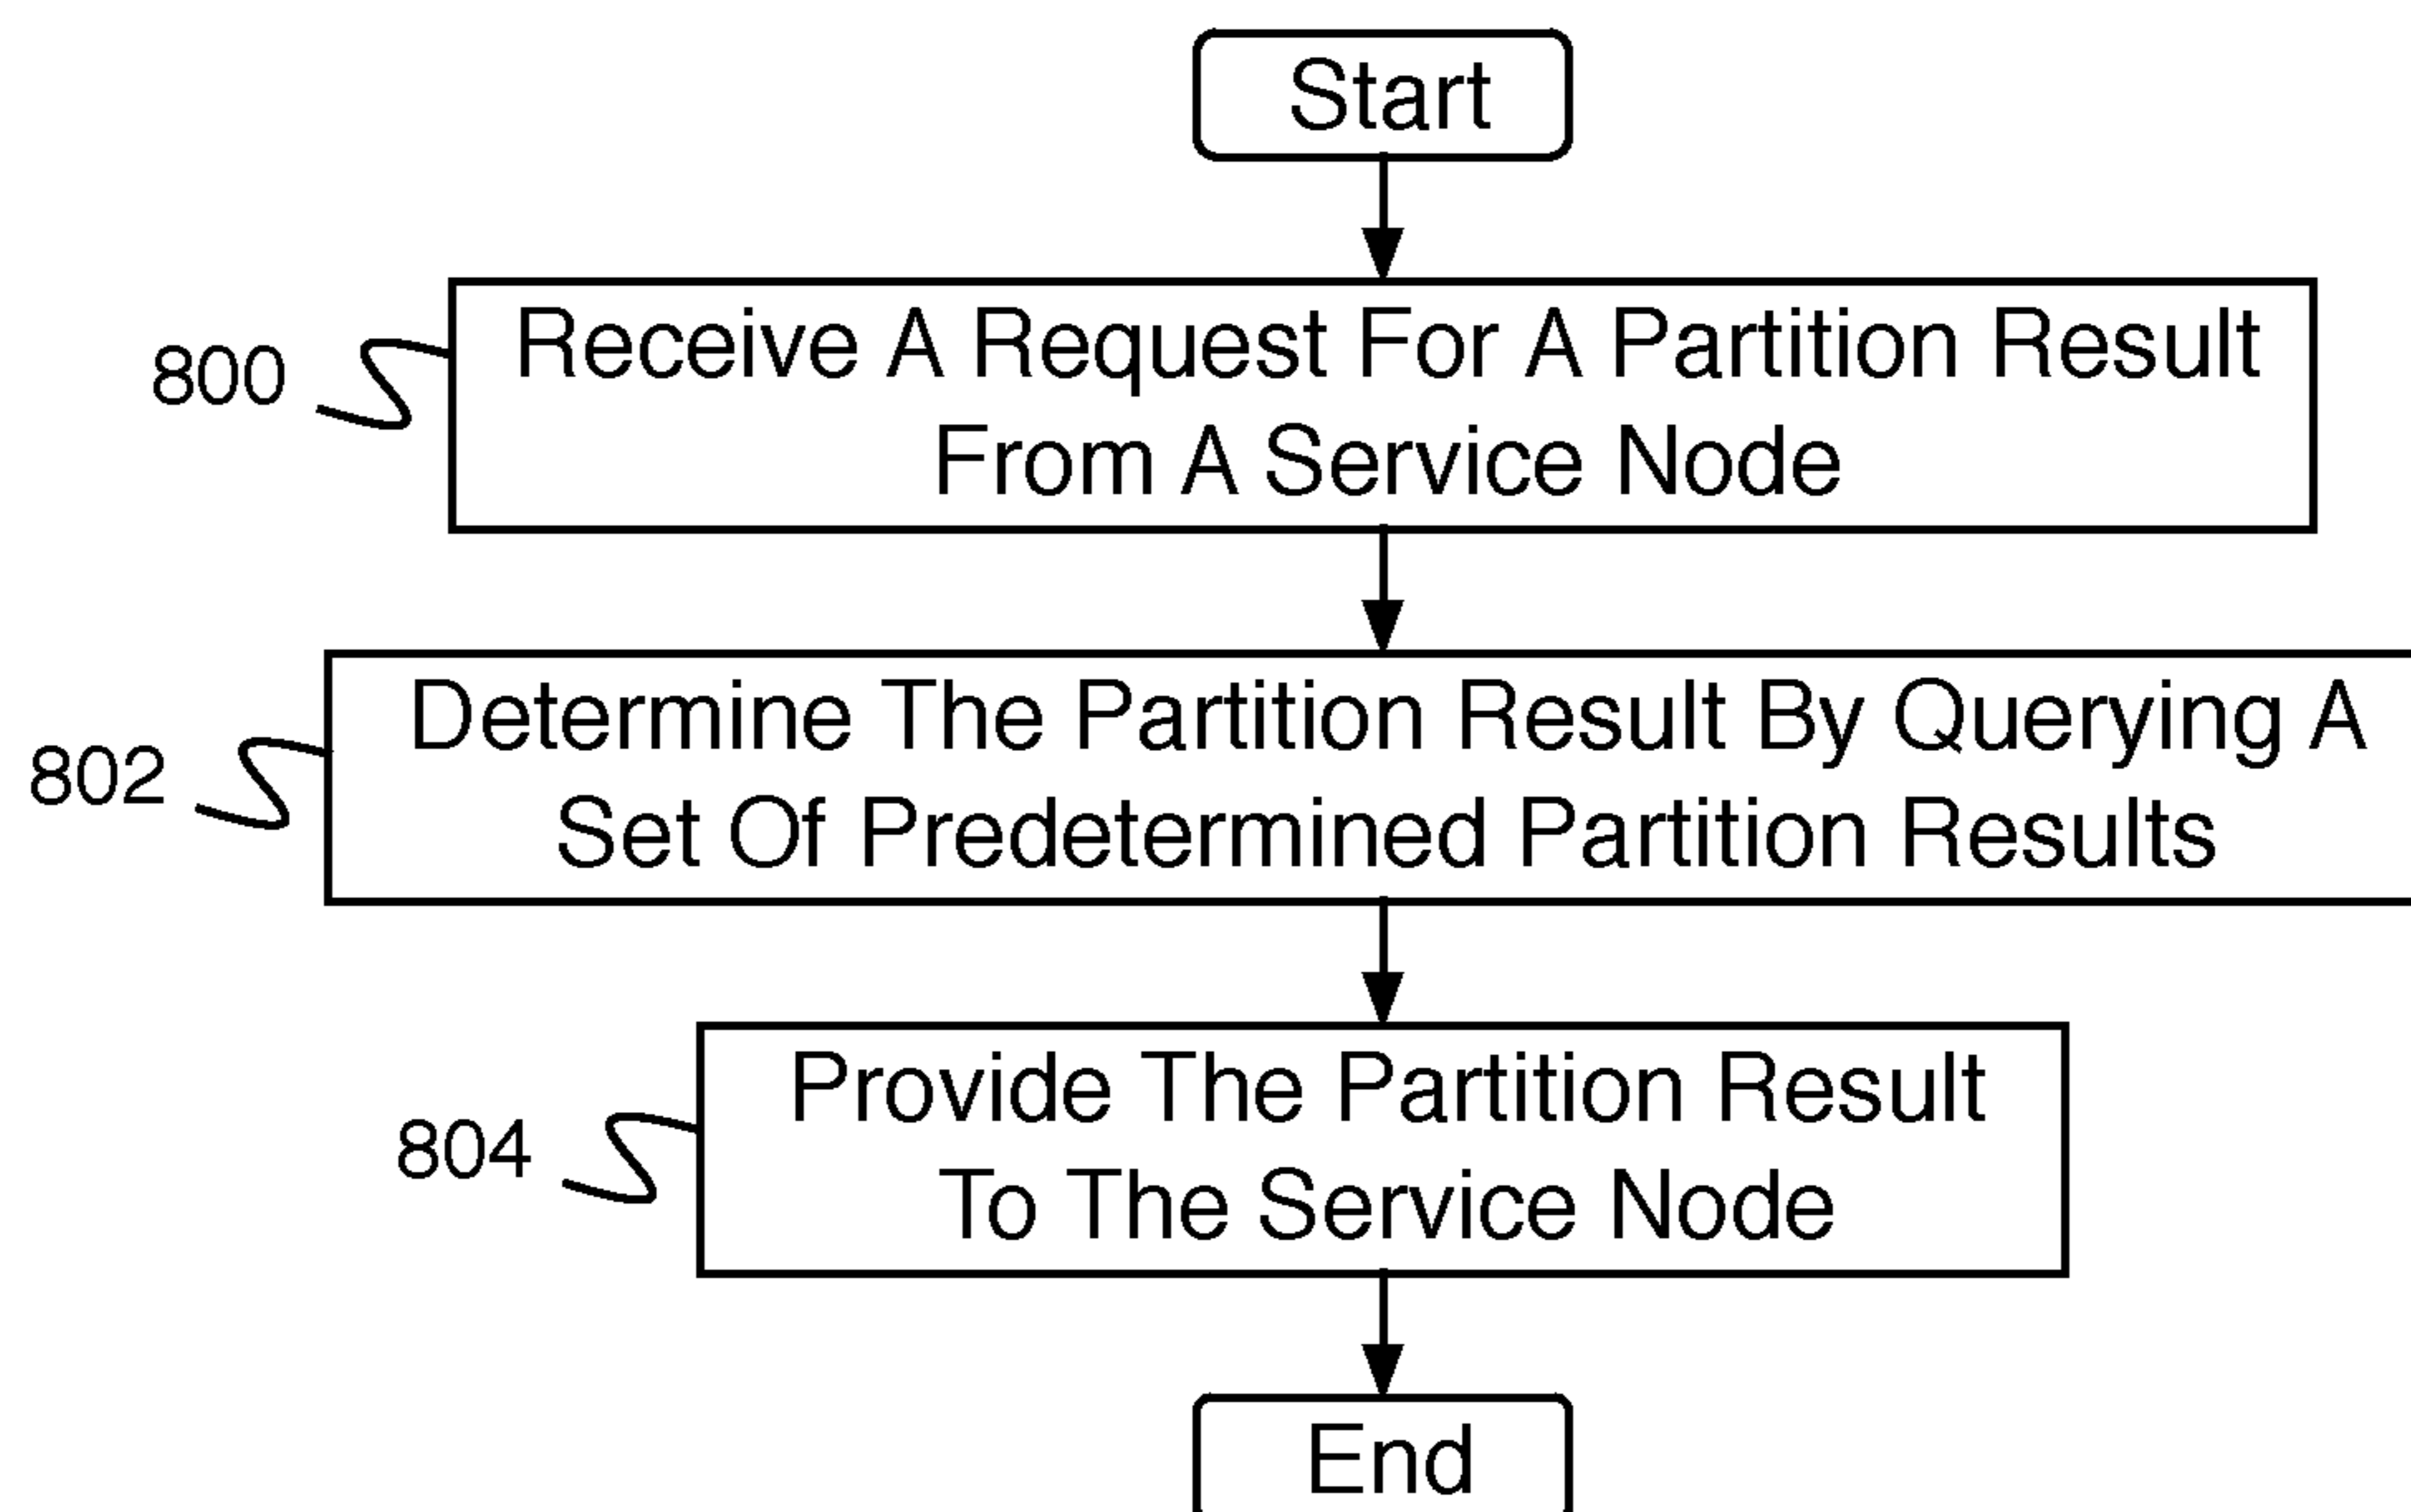 Start
800
Receive A Request For A Partition Result
From A Service Node
802
Determine The Partition Result By Querying A
Set Of Predetermined Partition Results
804
Provide The Partition Result
To The Service Node
End